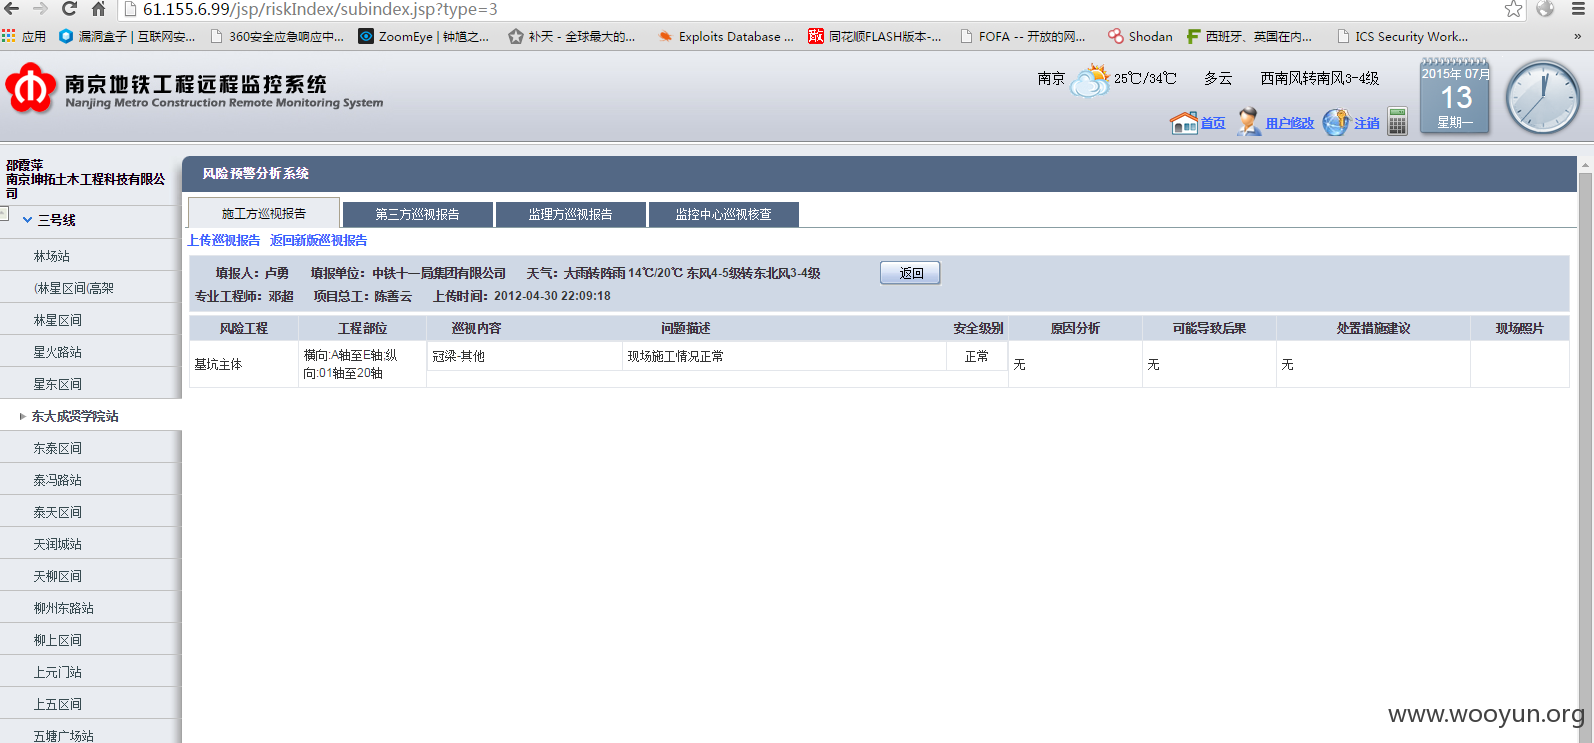 61.155.6.99/jsp/riskIndex/subindex.jsp?type=3
应用 漏洞盒子 | 互联网安... 360安全应急响应中... ZoomEye | 钟馗之... 补天 - 全球最大的... Exploits Database ... 同花顺FLASH版本-... FOFA -- 开放的网... Shodan 西班牙、英国在内... ICS Security Work... »
南京地铁工程远程监控系统
Nanjing Metro Construction Remote Monitoring System
南京 25℃/34℃ 多云 西南风转南风3-4级
2015年 07月
13
星期一
首页 用户修改 注销
邵霞萍
南京坤拓土木工程科技有限公
司
三号线
林场站
(林星区间(高架
林星区间
星火路站
星东区间
东大成贤学院站
东泰区间
泰冯路站
泰天区间
天润城站
天柳区间
柳州东路站
柳上区间
上元门站
上五区间
五塘广场站
风险预警分析系统
施工方巡视报告 第三方巡视报告 监理方巡视报告 监控中心巡视核查
上传巡视报告 返回新版巡视报告
填报人：卢勇 填报单位：中铁十一局集团有限公司 天气：大雨转阵雨 14℃/20℃ 东风4-5级转东北风3-4级 返回
专业工程师：邓超 项目总工：陈善云 上传时间：2012-04-30 22:09:18
风险工程 工程部位 巡视内容 问题描述 安全级别 原因分析 可能导致后果 处置措施建议 现场照片
基坑主体 横向:A轴至E轴;纵 冠梁-其他 现场施工情况正常 正常 无 无 无
向:01轴至20轴
www.wooyun.org